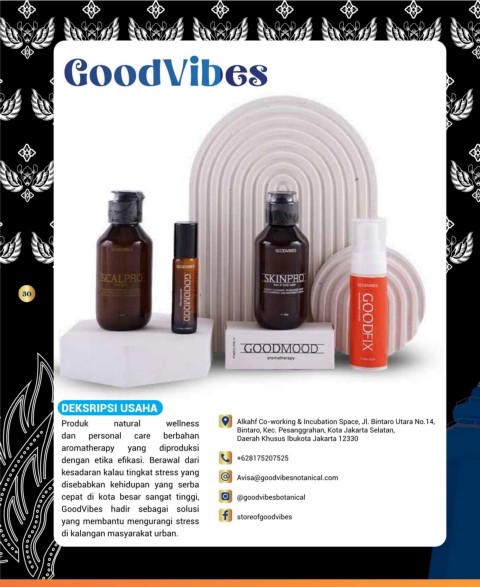 GoodVibes
SCALPRO
GOODVIBES
GOODMOOD
GOODVIBES
SKINPRO
GOODMOOD
aromatherapy
GOODVIBES
GOODFIX
30
DEKSRIPSI USAHA
Produk natural wellness
dan personal care berbahan
aromatherapy yang diproduksi
dengan etika efikasi. Berawal dari
kesadaran kalau tingkat stress yang
disebabkan kehidupan yang serba
cepat di kota besar sangat tinggi,
GoodVibes hadir sebagai solusi
yang membantu mengurangi stress
di kalangan masyarakat urban.
Alkahf Co-working & Incubation Space, Jl. Bintaro Utara No.14,
Bintaro, Kec. Pesanggrahan, Kota Jakarta Selatan,
Daerah Khusus Ibukota Jakarta 12330
+628175207525
Avisa@goodvibesnotanical.com
@goodvibesbotanical
storeofgoodvibes